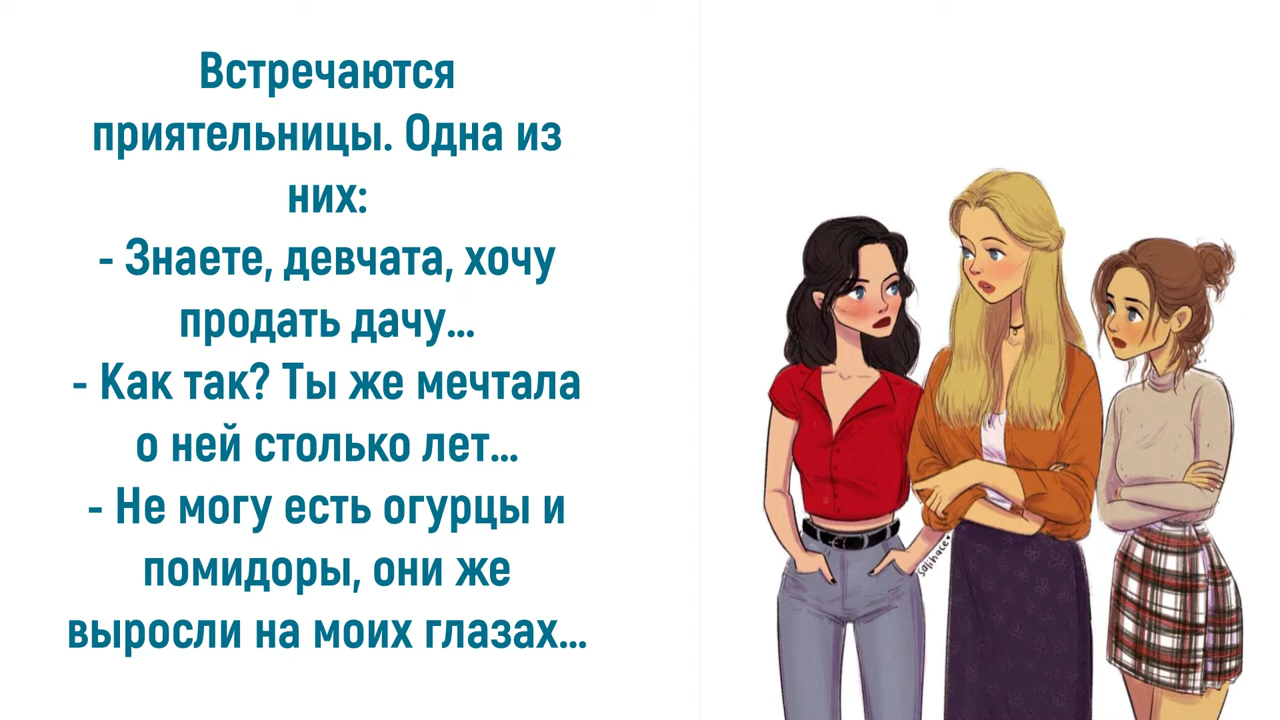 Встречаются
приятельницы. Одна из
них:
- Знаете, девчата, хочу
продать дачу...
- Как так? Ты же мечтала
о ней столько лет...
- Не могу есть огурцы и
помидоры, они же
выросли на моих глазах...
salihace